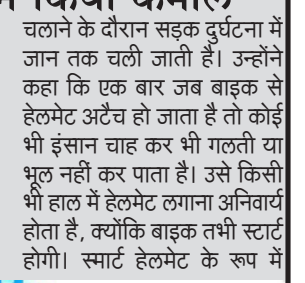 में किया कमाल
चलाने के दौरान सड़क दुर्घटना में
जान तक चली जाती है। उन्होंने
कहा कि एक बार जब बाइक से
हेलमेट अटैच हो जाता है तो कोई
भी इंसान चाह कर भी गलती या
भूल नहीं कर पाता है। उसे किसी
भी हाल में हेलमेट लगाना अनिवार्य
होता है, क्योंकि बाइक तभी स्टार्ट
होगी। स्मार्ट हेलमेट के रूप में